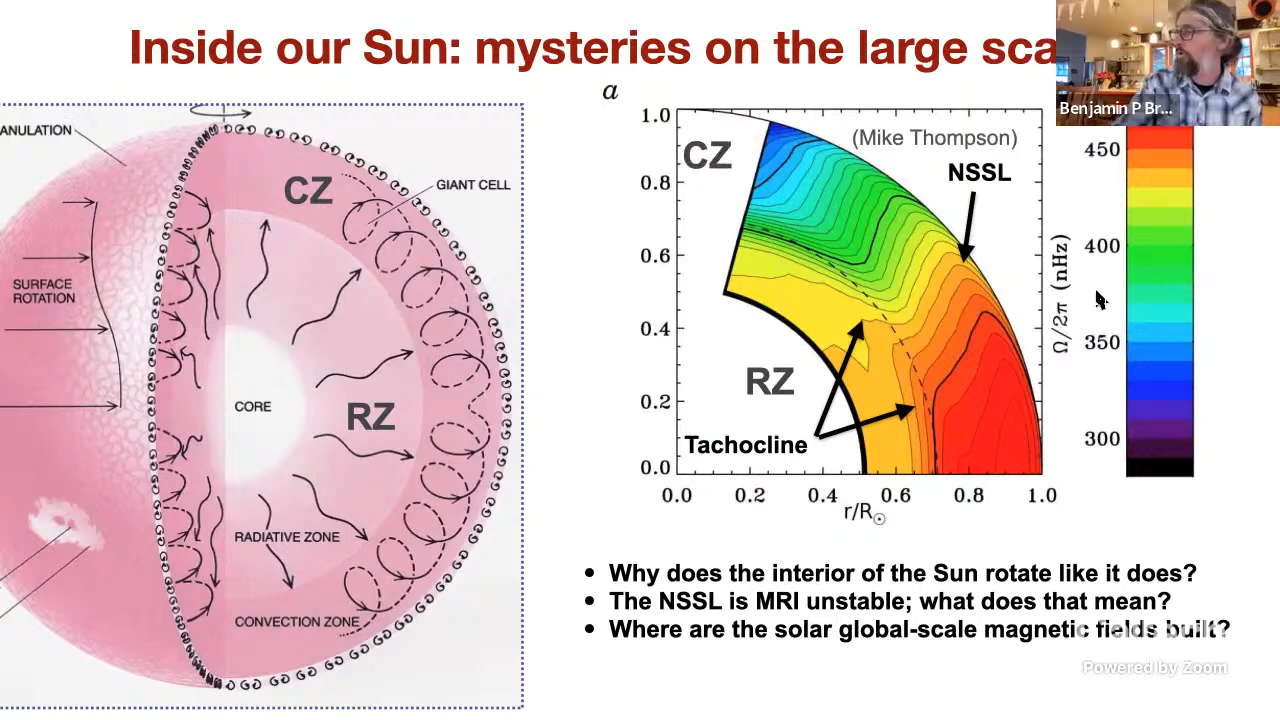 Inside our Sun: mysteries on the large sca
Benjamin P Br...
ANULATION
CZ
GIANT CELL
SURFACE
ROTATION
CORE
RZ
RADIATIVE ZONE
CONVECTION ZONE
a
1.0
0.8
0.6
0.4
0.2
0.0
CZ
(Mike Thompson)
NSSL
RZ
Tachocline
0.0 0.2 0.4 0.6 0.8 1.0
r/R☉
Ω/2π (nHz)
450
400
350
300
• Why does the interior of the Sun rotate like it does?
• The NSSL is MRI unstable; what does that mean?
• Where are the solar global-scale magnetic fields built?
Powered by Zoom